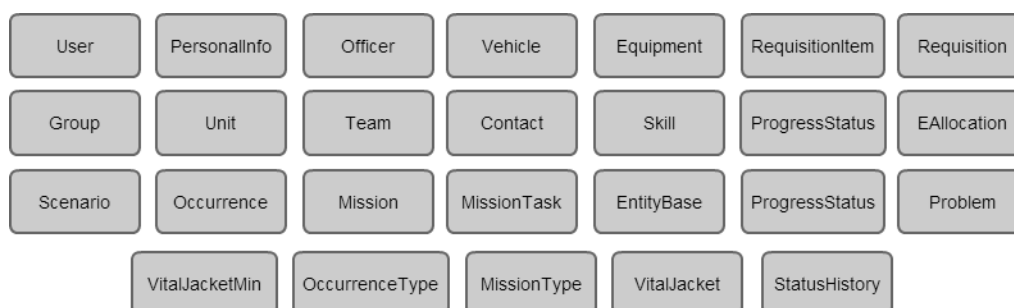 User PersonalInfo Officer Vehicle Equipment RequisitionItem Requisition
Group Unit Team Contact Skill ProgressStatus EAllocation
Scenario Occurrence Mission MissionTask EntityBase ProgressStatus Problem
VitalJacketMin OccurrenceType MissionType VitalJacket StatusHistory